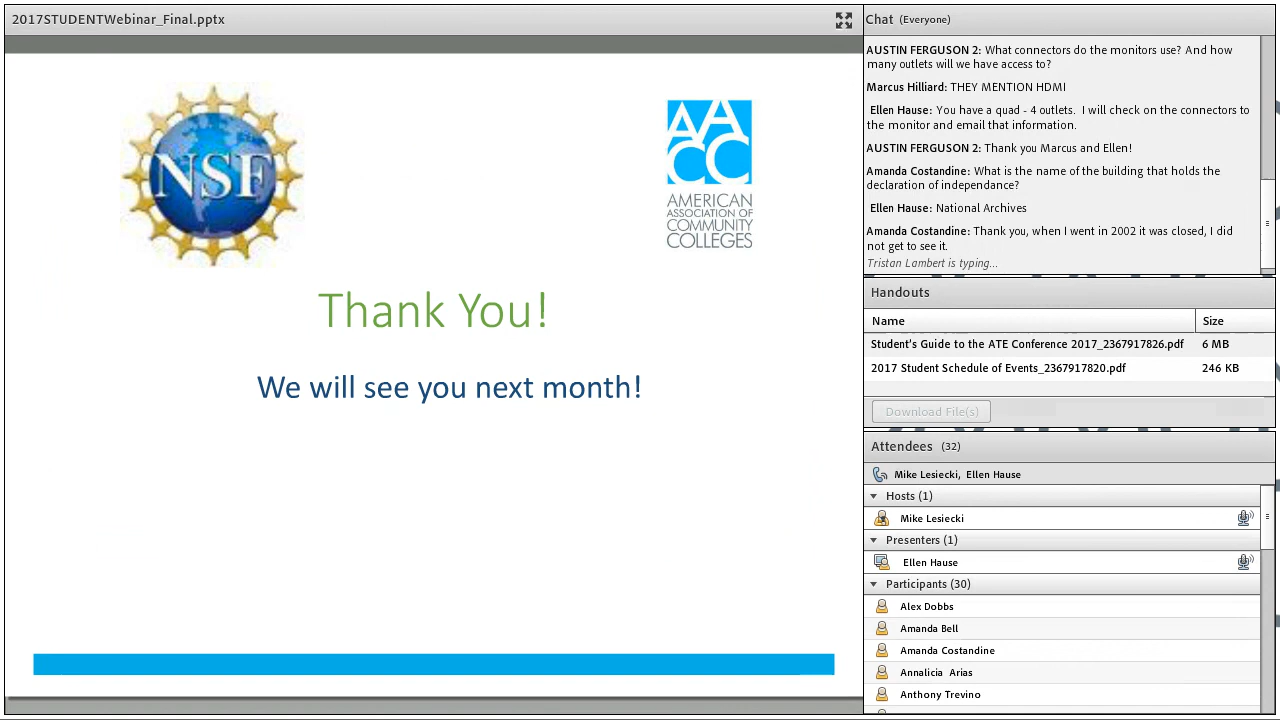 2017STUDENTWebinar_Final.pptx
NSF
AA
CC
AMERICAN
ASSOCIATION OF
COMMUNITY
COLLEGES
Thank You!
We will see you next month!
Chat (Everyone)
AUSTIN FERGUSON 2: What connectors do the monitors use? And how
many outlets will we have access to?
Marcus Hilliard: THEY MENTION HDMI
Ellen Hause: You have a quad - 4 outlets. I will check on the connectors to
the monitor and email that information.
AUSTIN FERGUSON 2: Thank you Marcus and Ellen!
Amanda Costandine: What is the name of the building that holds the
declaration of independance?
Ellen Hause: National Archives
Amanda Costandine: Thank you, when I went in 2002 it was closed, I did
not get to see it.
Tristan Lambert is typing...
Handouts
Name Size
Student's Guide to the ATE Conference 2017_2367917826.pdf 6 MB
2017 Student Schedule of Events_2367917820.pdf 246 KB
Download File(s)
Attendees (32)
Mike Lesiecki, Ellen Hause
Hosts (1)
Mike Lesiecki
Presenters (1)
Ellen Hause
Participants (30)
Alex Dobbs
Amanda Bell
Amanda Costandine
Annalicia Arias
Anthony Trevino